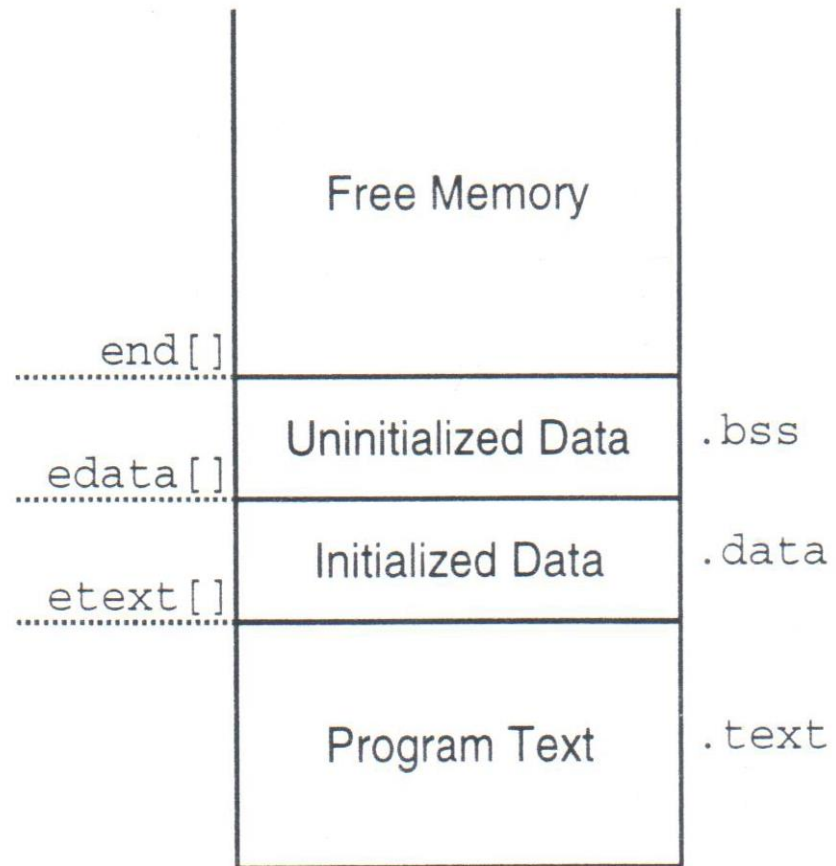 Free Memory
end[]
Uninitialized Data
.bss
edata[]
Initialized Data
.data
etext[]
Program Text
.text